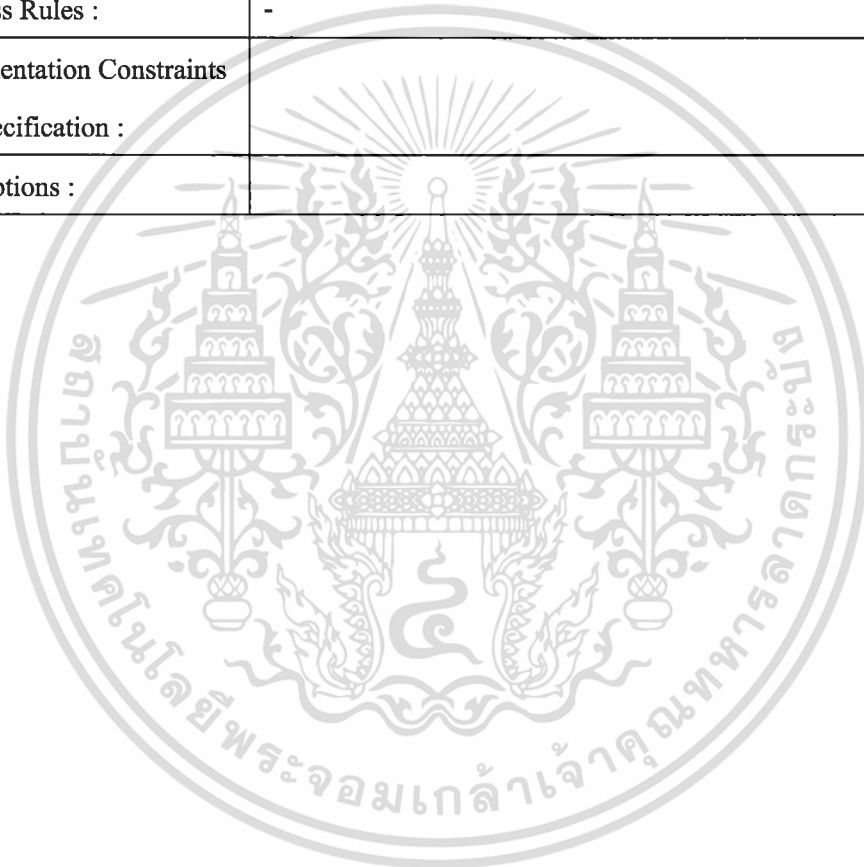 ss Rules : -
entation Constraints
ecification :
ptions :
สถาบันเทคโนโลยีพระจอมเกล้าเจ้าคุณทหารลาดกระบัง